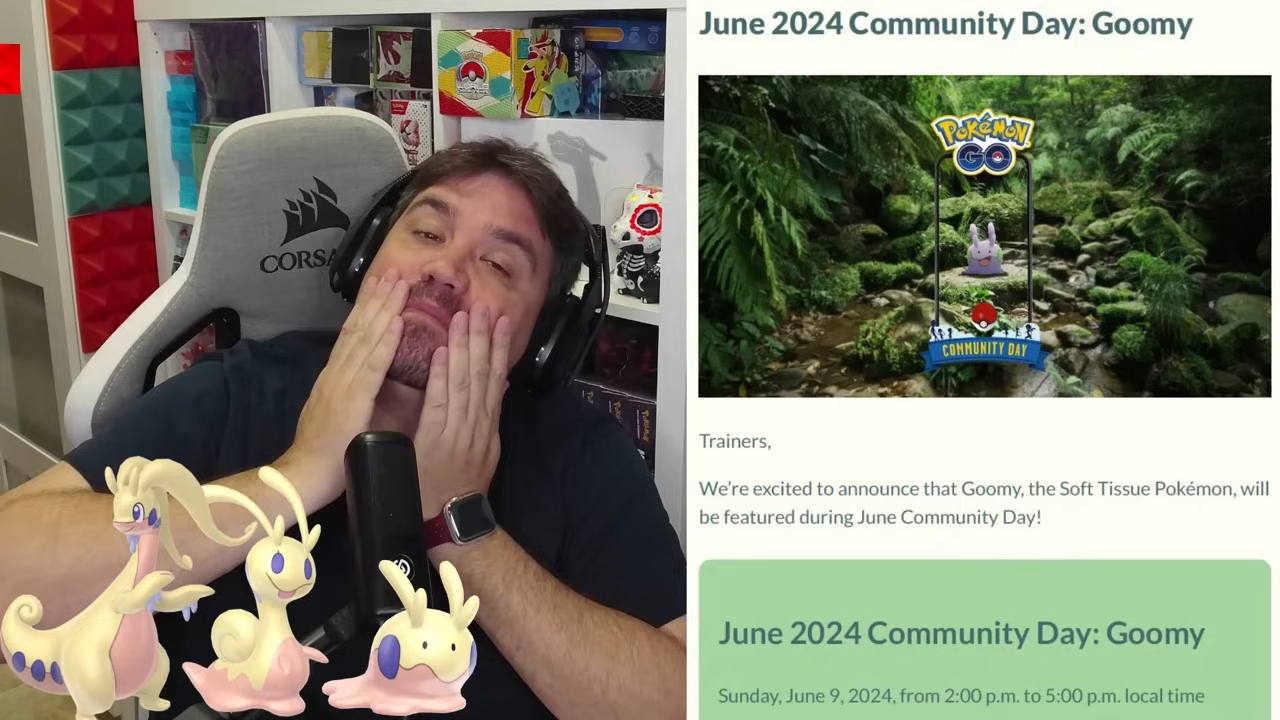 June 2024 Community Day: Goomy
POKÉMON
GO
COMMUNITY DAY
CORSA
Trainers,
We’re excited to announce that Goomy, the Soft Tissue Pokémon, will
be featured during June Community Day!
June 2024 Community Day: Goomy
Sunday, June 9, 2024, from 2:00 p.m. to 5:00 p.m. local time